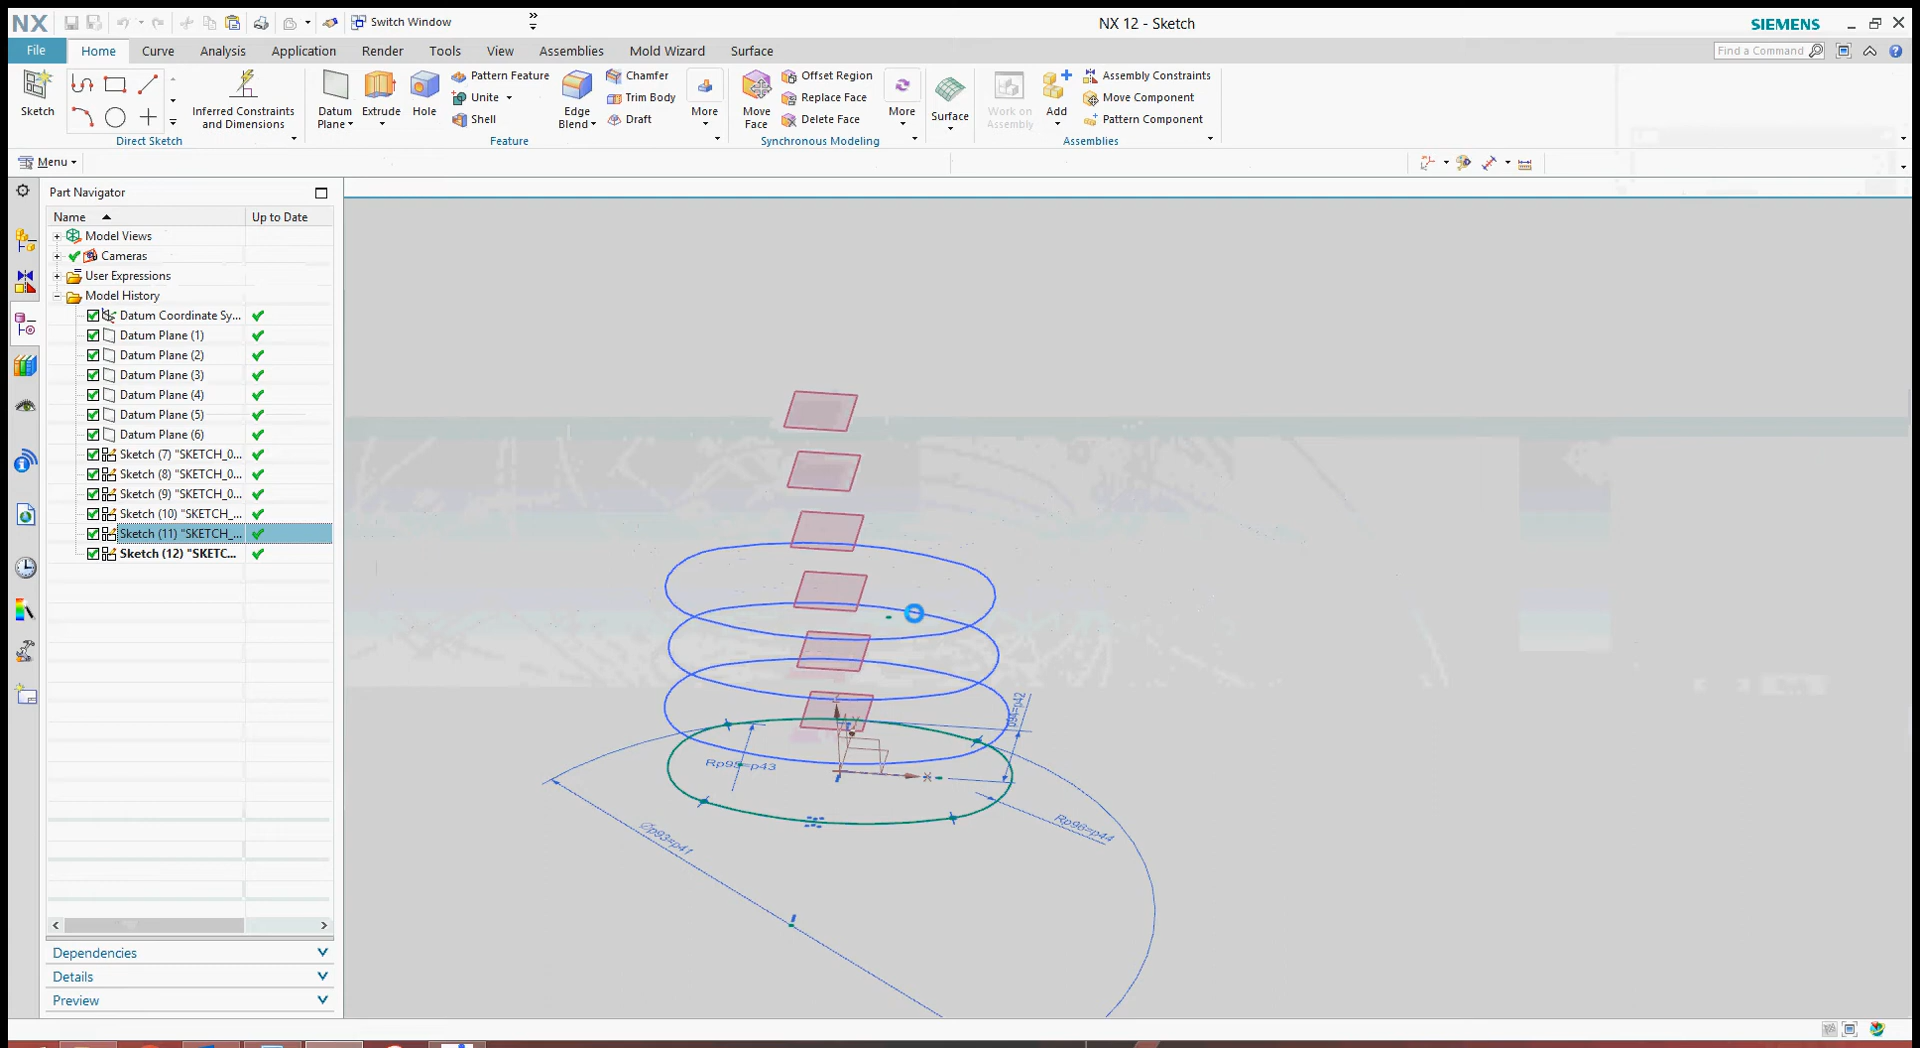 NX
Switch Window
NX 12 - Sketch
SIEMENS
File
Home
Curve
Analysis
Application
Render
Tools
View
Assemblies
Mold Wizard
Surface
Find a Command
Sketch
Inferred Constraints
and Dimensions
Direct Sketch
Datum
Plane
Extrude
Hole
Pattern Feature
Unite
Shell
Edge
Blend
Chamfer
Trim Body
Draft
More
Feature
Move
Face
Offset Region
Replace Face
Delete Face
More
Synchronous Modeling
Surface
Work on
Assembly
Add
Assembly Constraints
Move Component
Pattern Component
Assemblies
Menu
Part Navigator
Name
Up to Date
Model Views
Cameras
User Expressions
Model History
Datum Coordinate Sy...
Datum Plane (1)
Datum Plane (2)
Datum Plane (3)
Datum Plane (4)
Datum Plane (5)
Datum Plane (6)
Sketch (7) "SKETCH_0...
Sketch (8) "SKETCH_0...
Sketch (9) "SKETCH_0...
Sketch (10) "SKETCH_...
Sketch (11) "SKETCH_...
Sketch (12) "SKETC...
Dependencies
Details
Preview
p94=p42
Rp95=p43
X
Øp93=p41
Rp96=p44